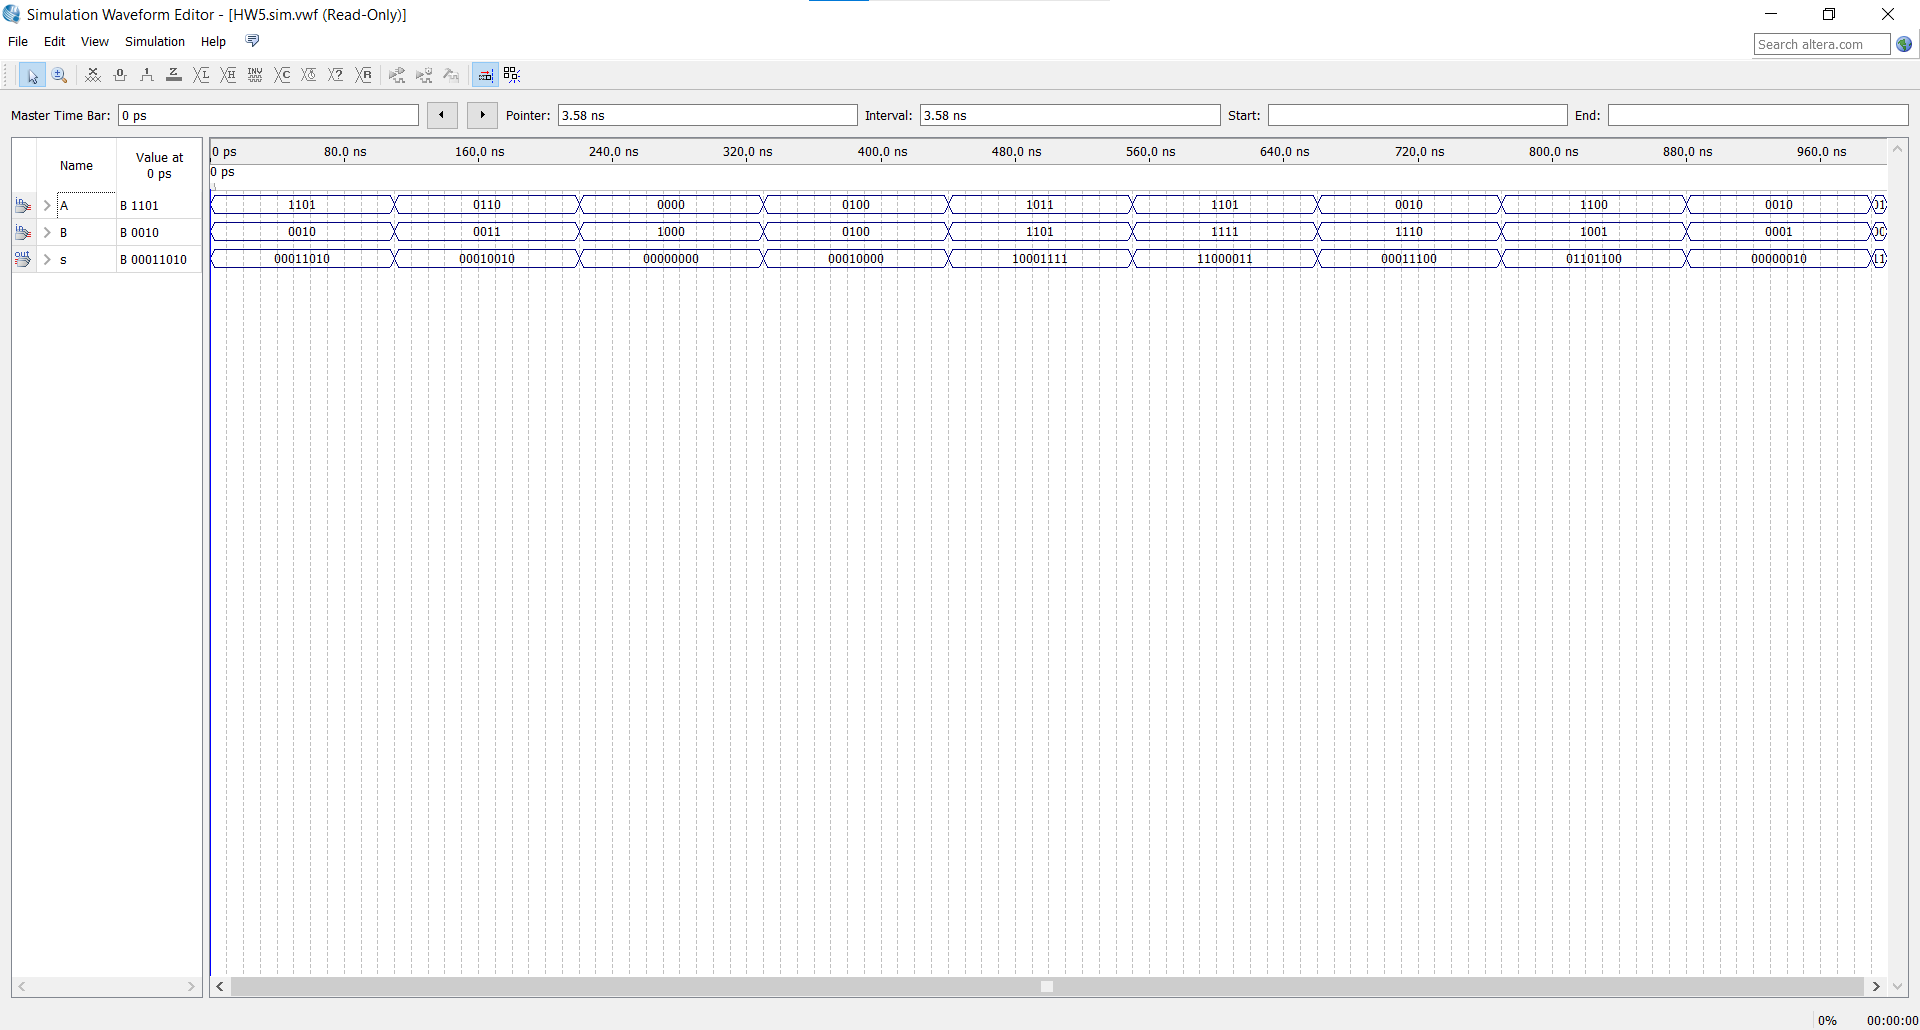 Simulation Waveform Editor - [HW5.sim.vwf (Read-Only)]
File Edit View Simulation Help
Search altera.com
Master Time Bar: 0 ps Pointer: 3.58 ns Interval: 3.58 ns Start: End:
Name Value at 0 ps
0 ps 80.0 ns 160.0 ns 240.0 ns 320.0 ns 400.0 ns 480.0 ns 560.0 ns 640.0 ns 720.0 ns 800.0 ns 880.0 ns 960.0 ns
0 ps
A B 1101 1101 0110 0000 0100 1011 1101 0010 1100 0010
B B 0010 0010 0011 1000 0100 1101 1111 1110 1001 0001
s B 00011010 00011010 00010010 00000000 00010000 10001111 11000011 00011100 01101100 00000010
0% 00:00:00